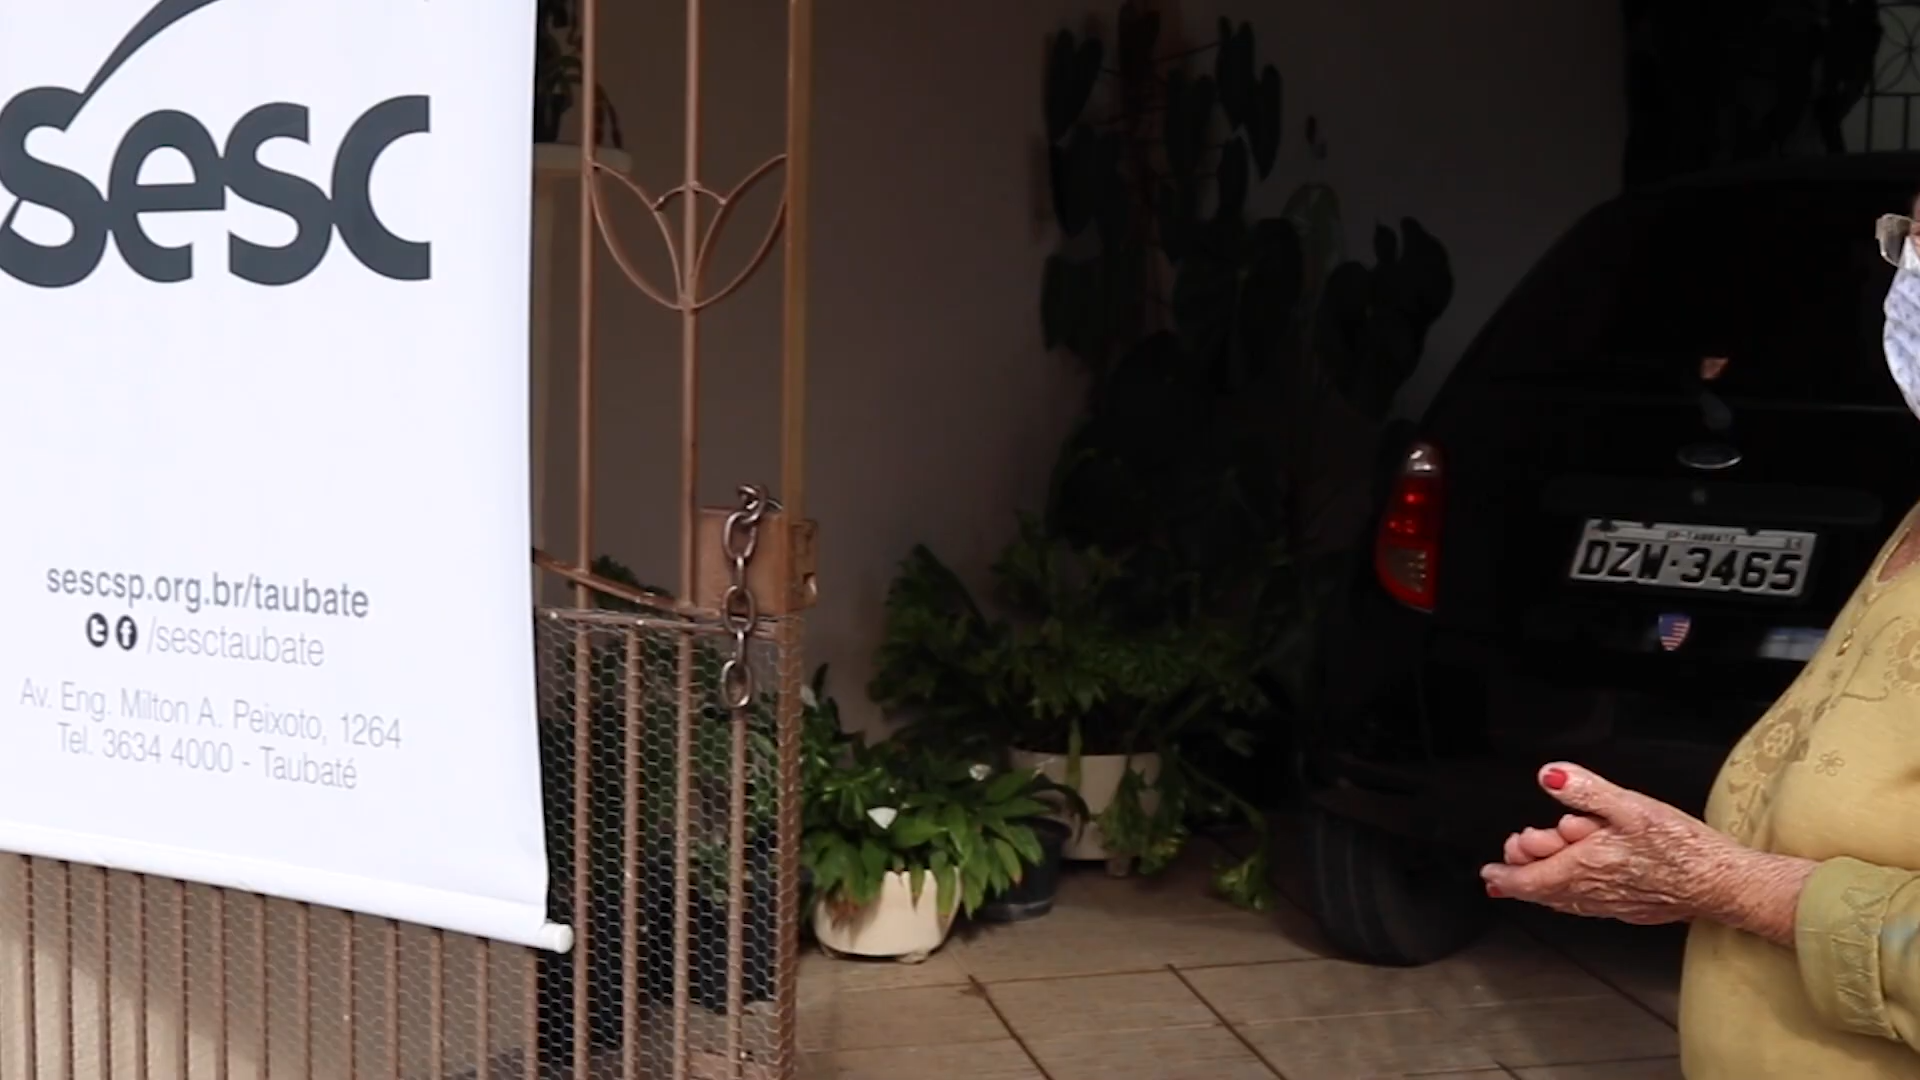 sesc
sescsp.org.br/taubate
/sesctaubate
Av. Eng. Milton A. Peixoto, 1264
Tel. 3634 4000 - Taubaté
SP-TAUBATE
DZW·3465